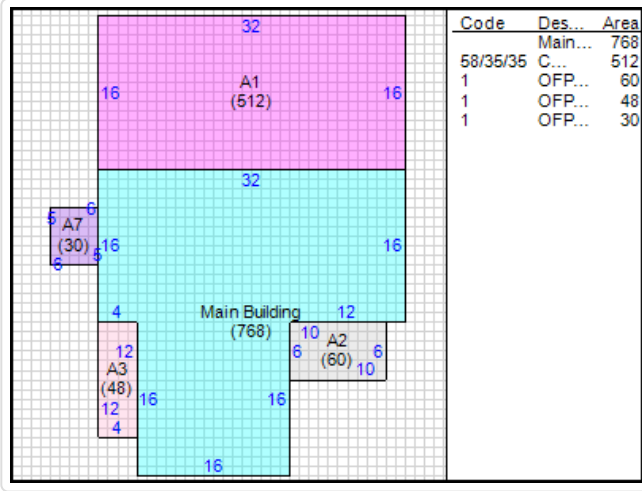 Code Des... Area
Main... 768
58/35/35 C... 512
1 OFP... 60
1 OFP... 48
1 OFP... 30
32
16 A1 16
(512)
32
6
5 A7
(30) 16 16
5
6
4 Main Building 12
(768) 10
A2
12 6 6
(60)
A3 10
(48)
12 16 16
4
16